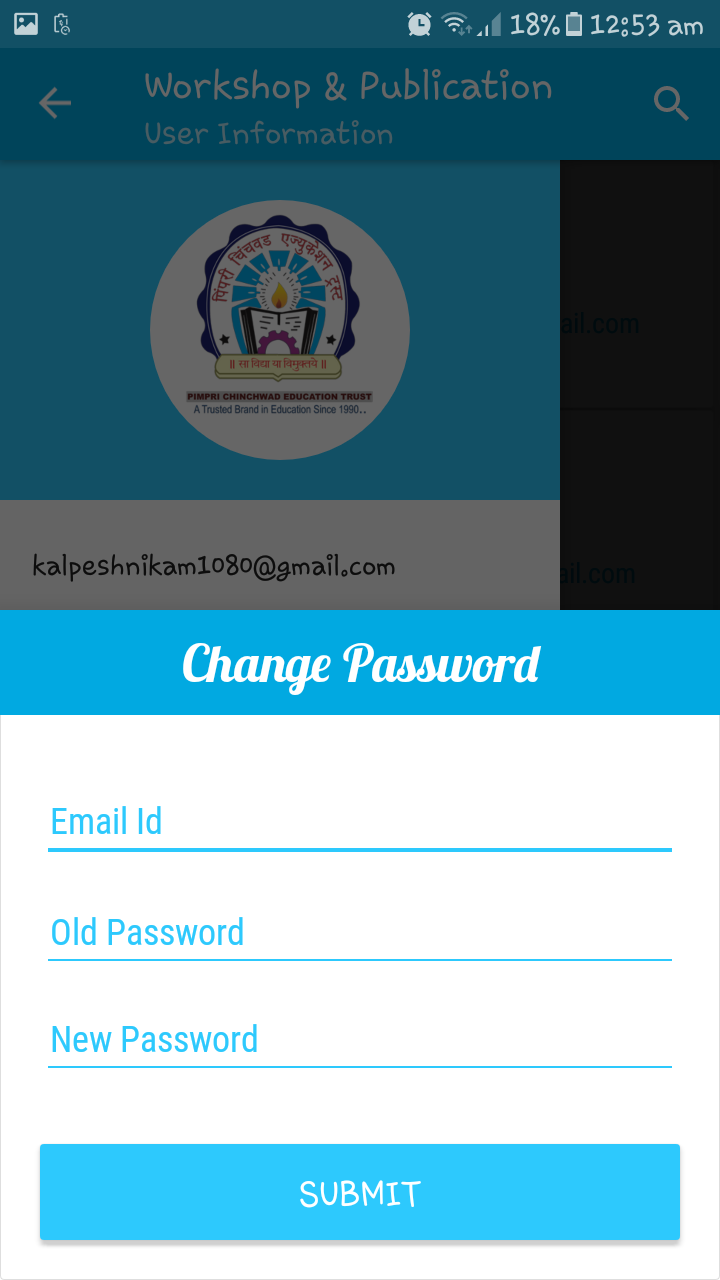 18% 12:53 am
Workshop & Publication
User Information
पिंपरी चिंचवड एज्युकेशन ट्रस्ट
॥ सा विद्या या विमुक्तये ॥
PIMPRI CHINCHWAD EDUCATION TRUST
A Trusted Brand in Education Since 1990..
ail.com
kalpeshnikam1080@gmail.com
ail.com
Change Password
Email Id
Old Password
New Password
SUBMIT